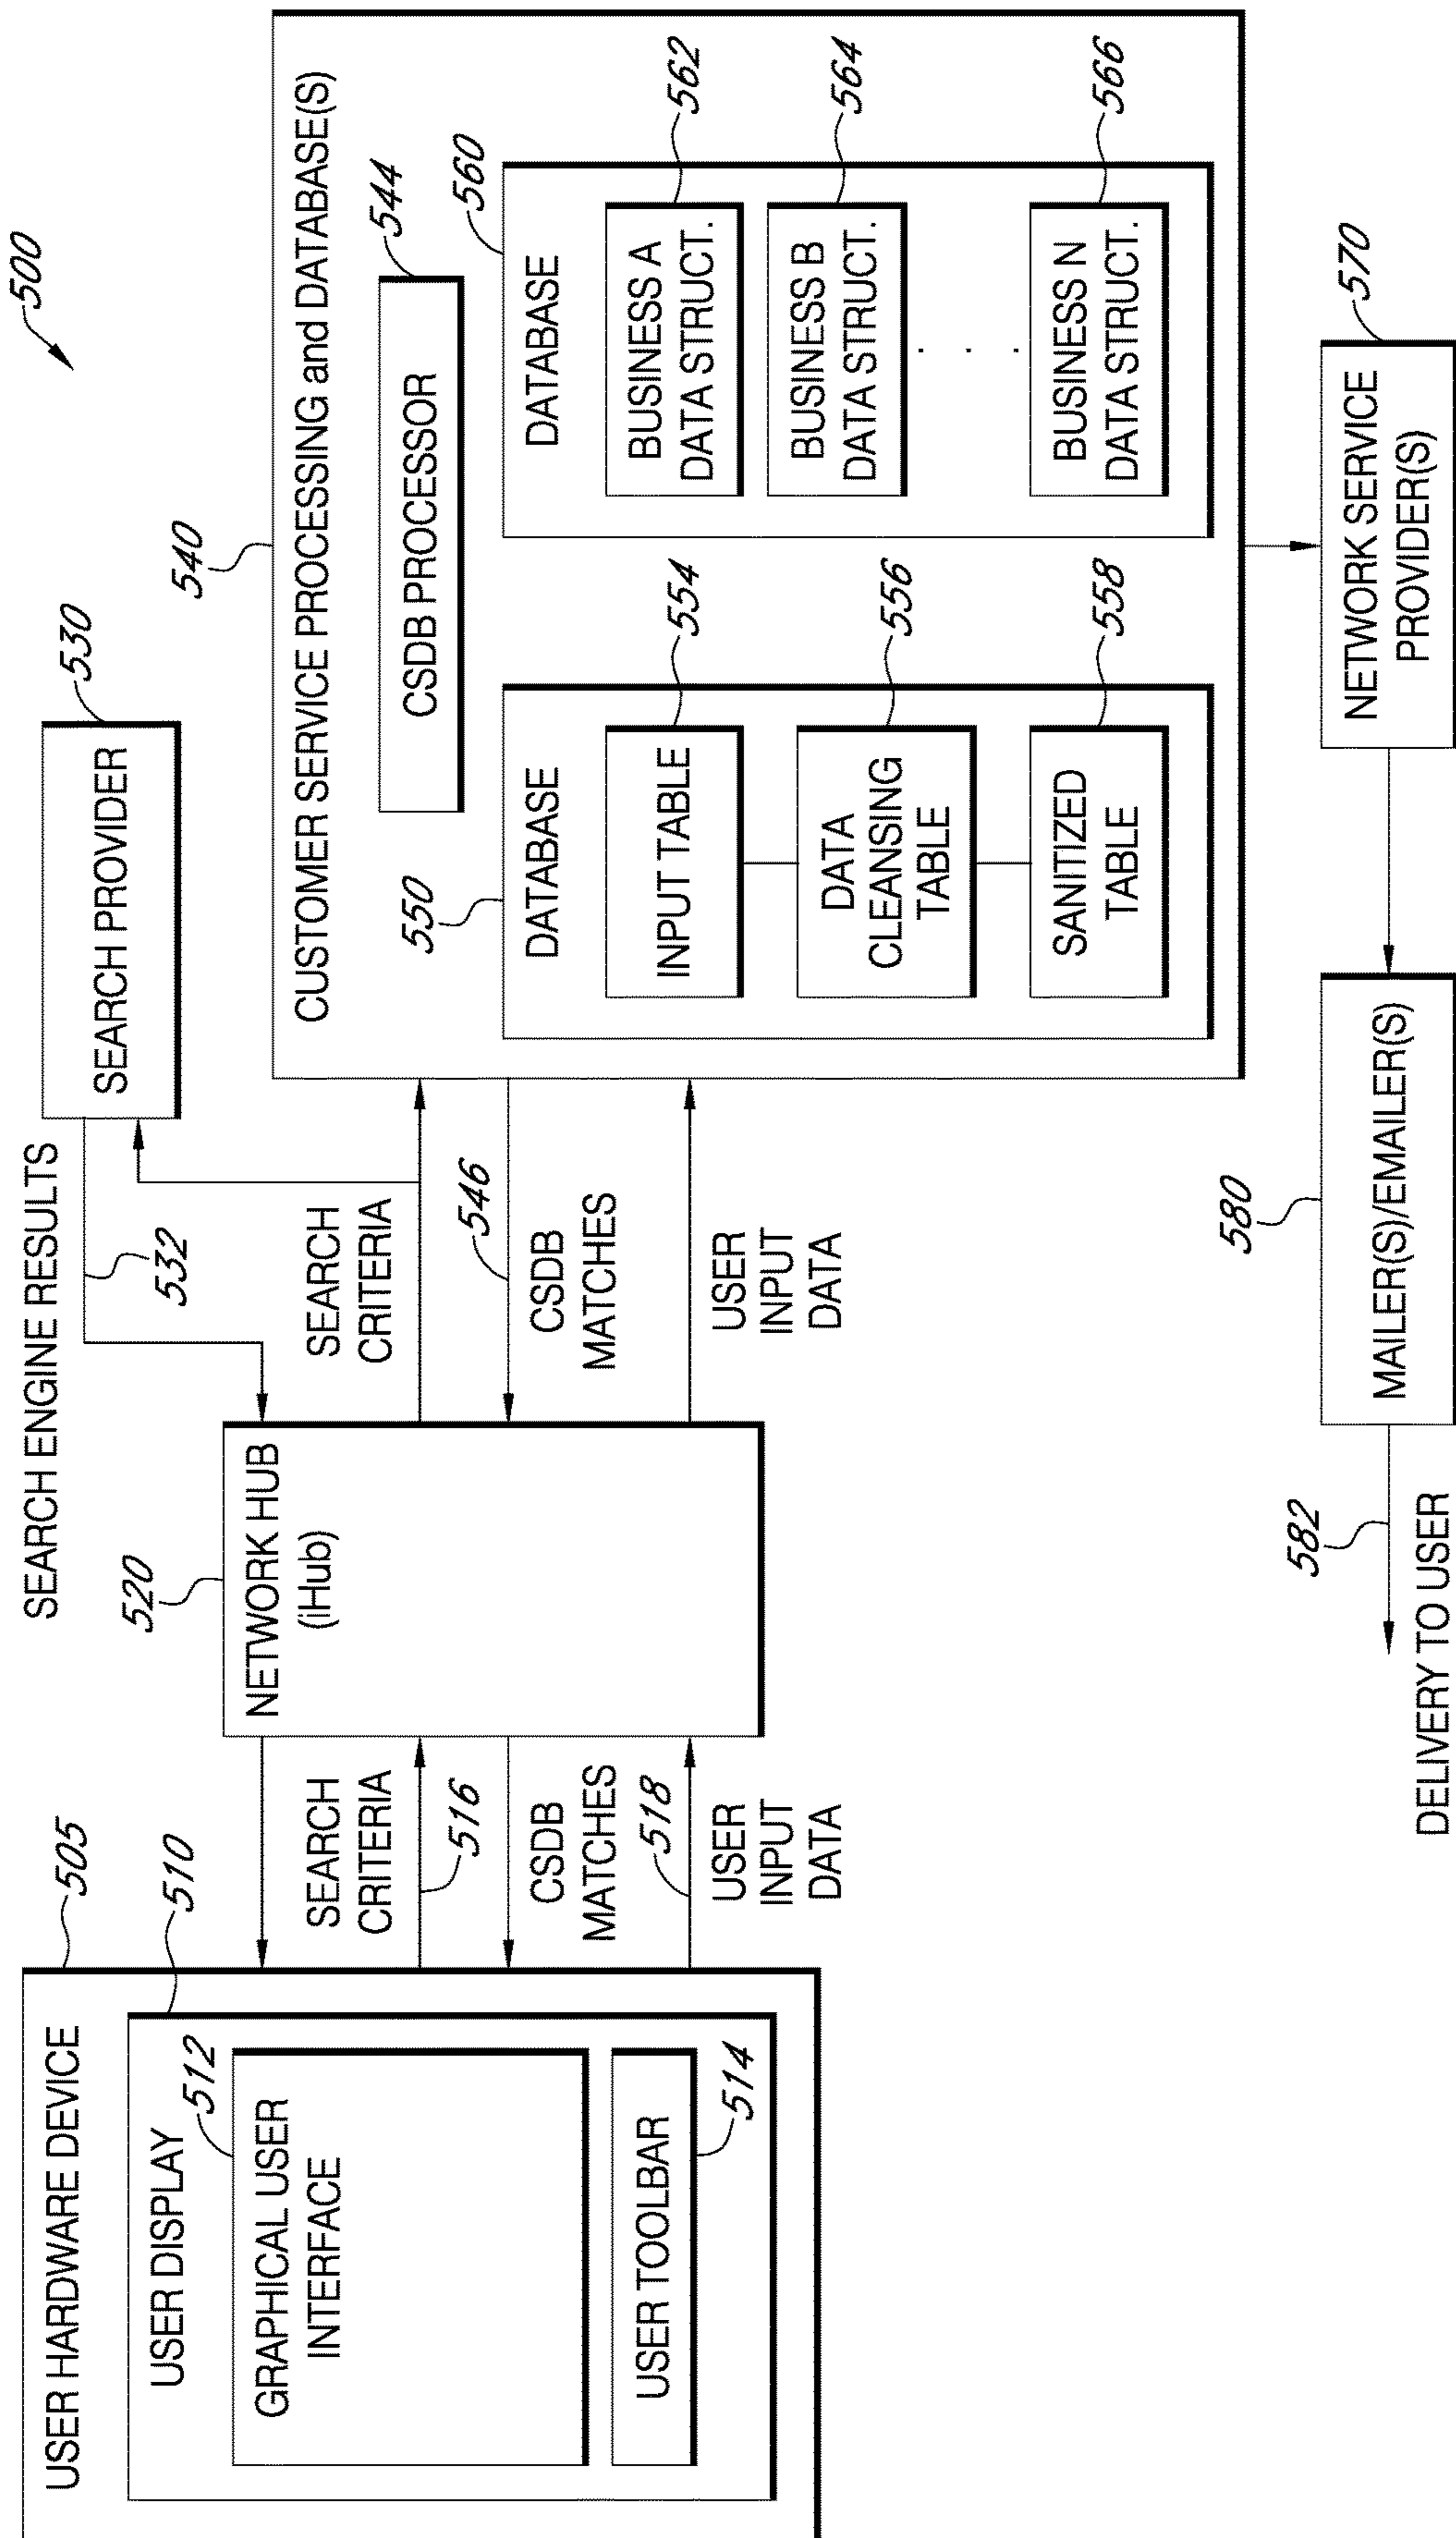 500
USER HARDWARE DEVICE
505
USER DISPLAY
510
GRAPHICAL USER
INTERFACE
512
USER TOOLBAR
514
SEARCH
CRITERIA
516
CSDB
MATCHES
518
USER
INPUT
DATA
520
NETWORK HUB
(iHub)
SEARCH ENGINE RESULTS
532
SEARCH
CRITERIA
546
CSDB
MATCHES
USER
INPUT
DATA
530
SEARCH PROVIDER
540
CUSTOMER SERVICE PROCESSING and DATABASE(S)
544
CSDB PROCESSOR
550
DATABASE
INPUT TABLE
554
DATA
CLEANSING
TABLE
556
SANITIZED
TABLE
558
560
DATABASE
BUSINESS A
DATA STRUCT.
562
BUSINESS B
DATA STRUCT.
564
. . .
BUSINESS N
DATA STRUCT.
566
NETWORK SERVICE
PROVIDER(S)
570
580
MAILER(S)/EMAILER(S)
582
DELIVERY TO USER